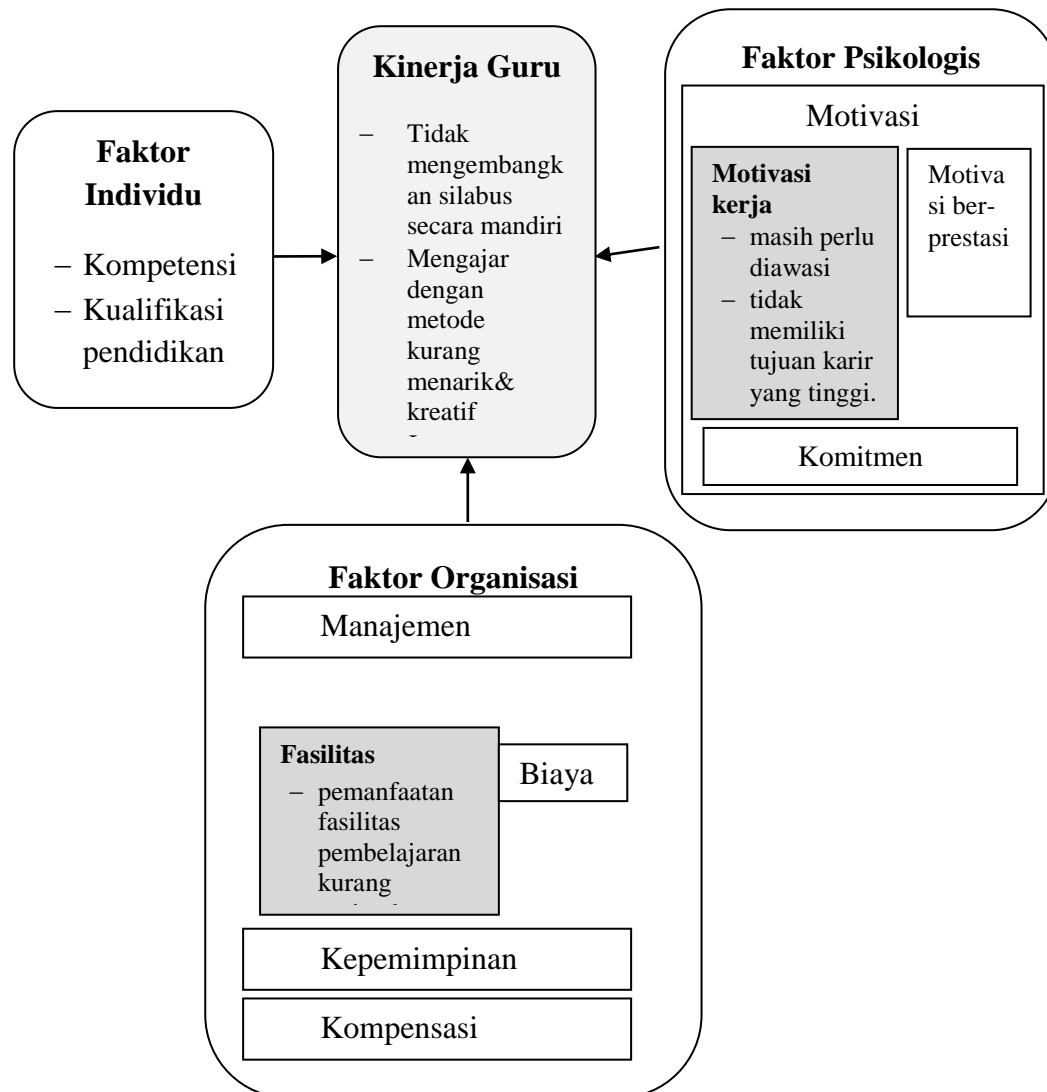 Faktor
Individu
– Kompetensi
– Kualifikasi
pendidikan
Kinerja Guru
– Tidak
mengembangk
an silabus
secara mandiri
– Mengajar
dengan
metode
kurang
menarik&
kreatif
Faktor Psikologis
Motivasi
Motivasi
kerja
– masih perlu
diawasi
– tidak
memiliki
tujuan karir
yang tinggi.
Motiva
si ber-
prestasi
Komitmen
Faktor Organisasi
Manajemen
Fasilitas
– pemanfaatan
fasilitas
pembelajaran
kurang
Biaya
Kepemimpinan
Kompensasi